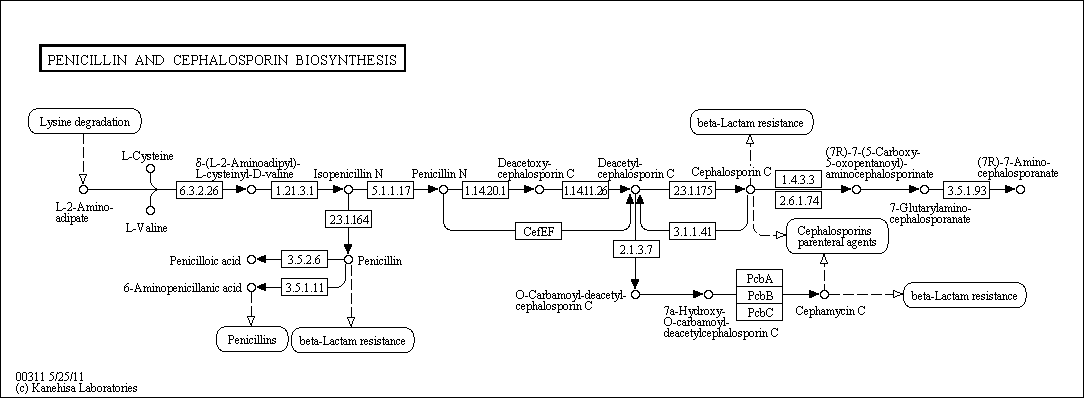 PENICILLIN AND CEPHALOSPORIN BIOSYNTHESIS
Lysine degradation
beta-Lactam resistance
L-Cysteine
δ-(L-2-Aminoadipyl)-
L-cysteinyl-D-valine
Isopenicillin N
Penicillin N
Deacetoxy-
cephalosporin C
Deacetyl-
cephalosporin C
Cephalosporin C
(7R)-7-(5-Carboxy-
5-oxopentanoyl)-
aminocephalosporinate
(7R)-7-Amino-
cephalosporanate
6.3.2.26
1.21.3.1
5.1.1.17
1.14.20.1
1.14.11.26
2.3.1.175
1.4.3.3
2.6.1.74
3.5.1.93
L-2-Amino-
adipate
L-Valine
7-Glutarylamino-
cephalosporanate
2.3.1.164
CefEF
3.1.1.41
Cephalosporins
parenteral agents
2.1.3.7
Penicilloic acid
3.5.2.6
Penicillin
6-Aminopenicillanic acid
3.5.1.11
O-Carbamoyl-deacetyl-
cephalosporin C
7a-Hydroxy-
O-carbamoyl-
deacetylcephalosporin C
PcbA
PcbB
PcbC
Cephamycin C
beta-Lactam resistance
Penicillins
beta-Lactam resistance
00311 5/25/11
(c) Kanehisa Laboratories